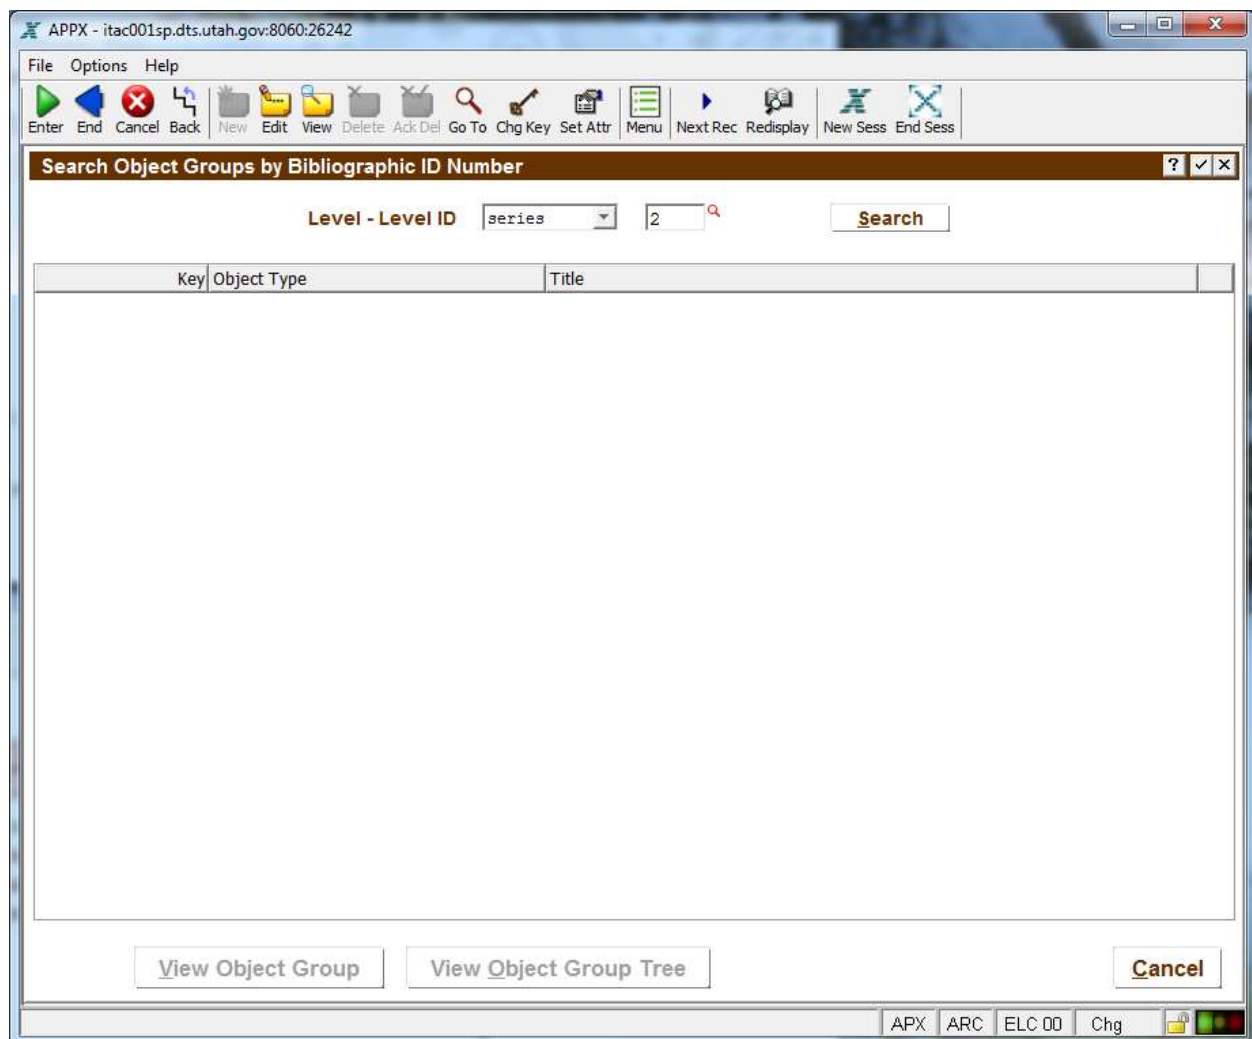 APPX - itac001sp.dts.utah.gov:8060:26242
File Options Help
Enter End Cancel Back New Edit View Delete Ack Del Go To Chg Key Set Attr Menu Next Rec Redisplay New Sess End Sess
Search Object Groups by Bibliographic ID Number ?
Level - Level ID series 2 Search
Key Object Type Title
View Object Group View Object Group Tree Cancel
APX ARC ELC 00 Chg